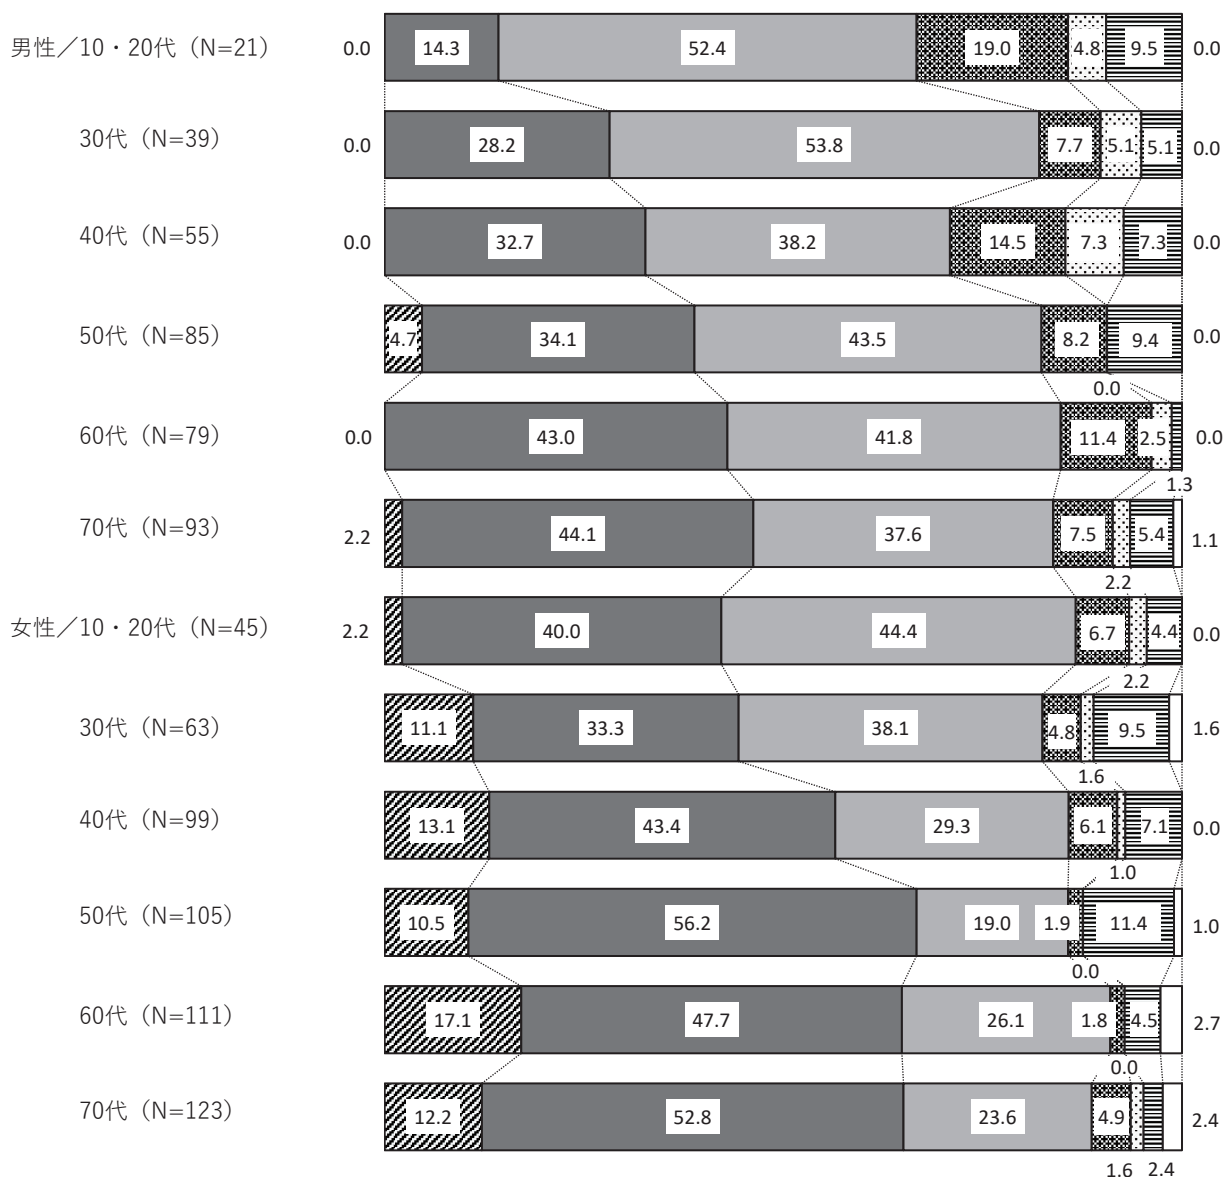 男性／10・20代（N=21） 0.0 14.3 52.4 19.0 4.8 9.5 0.0
30代（N=39） 0.0 28.2 53.8 7.7 5.1 5.1 0.0
40代（N=55） 0.0 32.7 38.2 14.5 7.3 7.3 0.0
50代（N=85） 4.7 34.1 43.5 8.2 9.4 0.0
0.0
60代（N=79） 0.0 43.0 41.8 11.4 2.5 0.0
1.3
70代（N=93） 2.2 44.1 37.6 7.5 5.4 1.1
2.2
女性／10・20代（N=45） 2.2 40.0 44.4 6.7 4.4 0.0
2.2
30代（N=63） 11.1 33.3 38.1 4.8 9.5 1.6
1.6
40代（N=99） 13.1 43.4 29.3 6.1 7.1 0.0
1.0
50代（N=105） 10.5 56.2 19.0 1.9 11.4 1.0
0.0
60代（N=111） 17.1 47.7 26.1 1.8 4.5 2.7
0.0
70代（N=123） 12.2 52.8 23.6 4.9 2.4
1.6 2.4